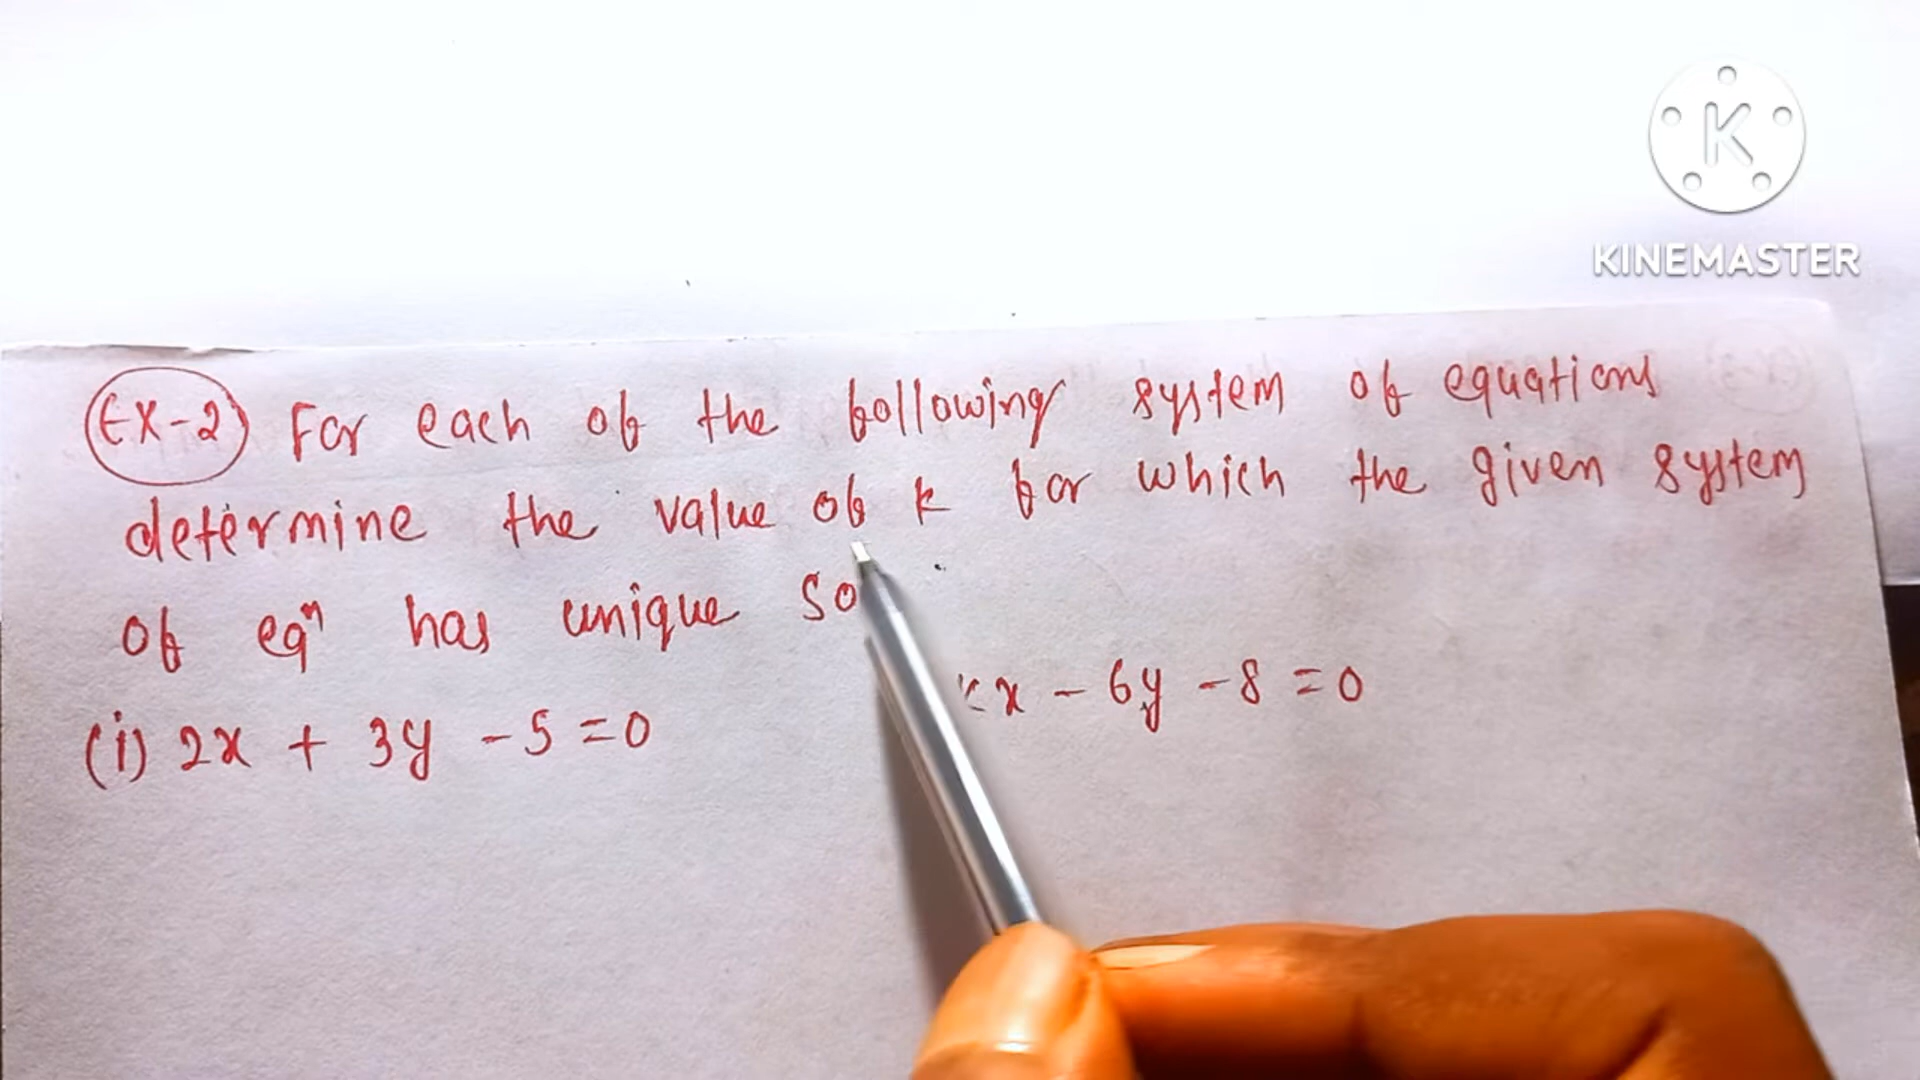 K
KINEMASTER
Ex-2 For each of the following system of equations
determine the value of k for which the given system
of eqⁿ has unique so
(i) 2x + 3y - 5 = 0 x - 6y - 8 = 0